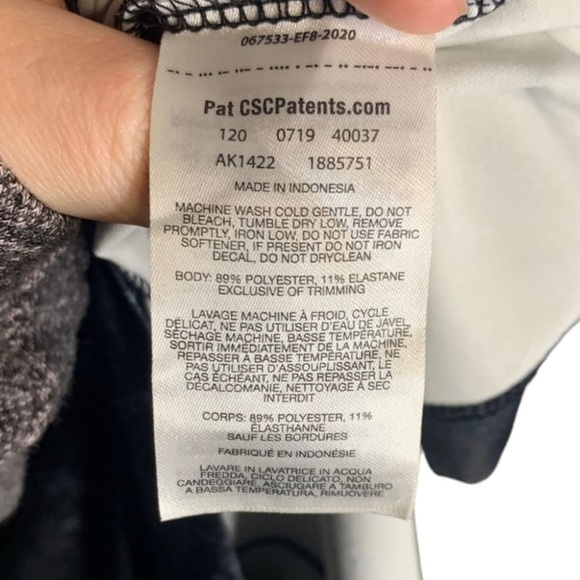 067533-EF8-2020
Pat CSCPatents.com
120 0719 40037
AK1422 1885751
MADE IN INDONESIA
MACHINE WASH COLD GENTLE, DO NOT
BLEACH, TUMBLE DRY LOW, REMOVE
PROMPTLY, IRON LOW, DO NOT USE FABRIC
SOFTENER, IF PRESENT DO NOT IRON
DECAL, DO NOT DRYCLEAN
BODY: 89% POLYESTER, 11% ELASTANE
EXCLUSIVE OF TRIMMING
LAVAGE MACHINE À FROID, CYCLE
DÉLICAT, NE PAS UTILISER D'EAU DE JAVEL,
SÉCHAGE MACHINE, BASSE TEMPÉRATURE,
SORTIR IMMÉDIATEMENT DE LA MACHINE,
REPASSER À BASSE TEMPÉRATURE, NE
PAS UTILISER D'ASSOUPLISSANT, LE
CAS ÉCHÉANT, NE PAS REPASSER LA
DÉCALCOMANIE, NETTOYAGE À SEC
INTERDIT
CORPS: 89% POLYESTER, 11%
ÉLASTHANNE
SAUF LES BORDURES
FABRIQUÉ EN INDONÉSIE
LAVARE IN LAVATRICE IN ACQUA
FREDDA, CICLO DELICATO, NON
CANDEGGIARE, ASCIUGARE A TAMBURO
A BASSA TEMPERATURA, RIMUOVERE